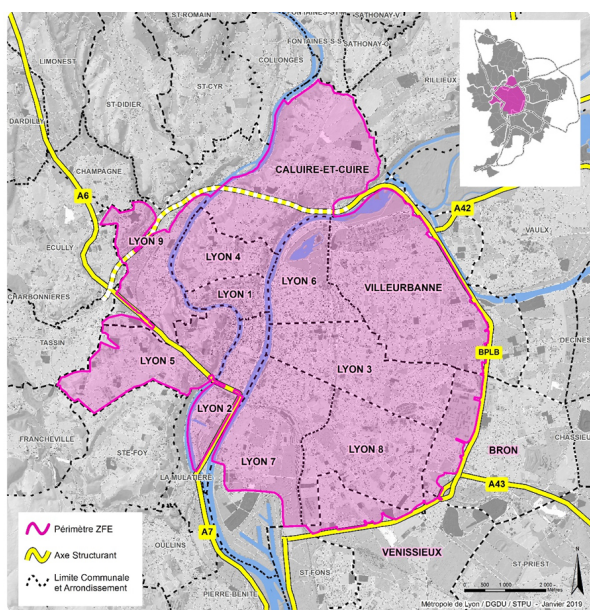 ST-ROMAIN
FONTAINES-S-S
SATHONAY-V
SATHONAY-C
COLLONGES
LIMONEST
ST-CYR
RILLIEUX
ST-DIDIER
DARDILLY
CHAMPAGNE
CALUIRE-ET-CUIRE
A6
A42
LYON 9
ECULLY
VAULX
LYON 4
LYON 6
VILLEURBANNE
CHARBONNIERES
LYON 1
TASSIN
DECINES
BPLB
LYON 5
LYON 3
LYON 2
FRANCHEVILLE
CHASSIEU
STE-FOY
BRON
LYON 7
LYON 8
LA MULATIERE
A43
A7
Périmètre ZFE
OULLINS
VENISSIEUX
Axe Structurant
ST-FONS
ST-PRIEST
Limite Communale
et Arrondissement
PIERRE-BENITE
0 500 1 000 2 000
Mètres
Métropole de Lyon / DGDU / STPU - Janvier 2019